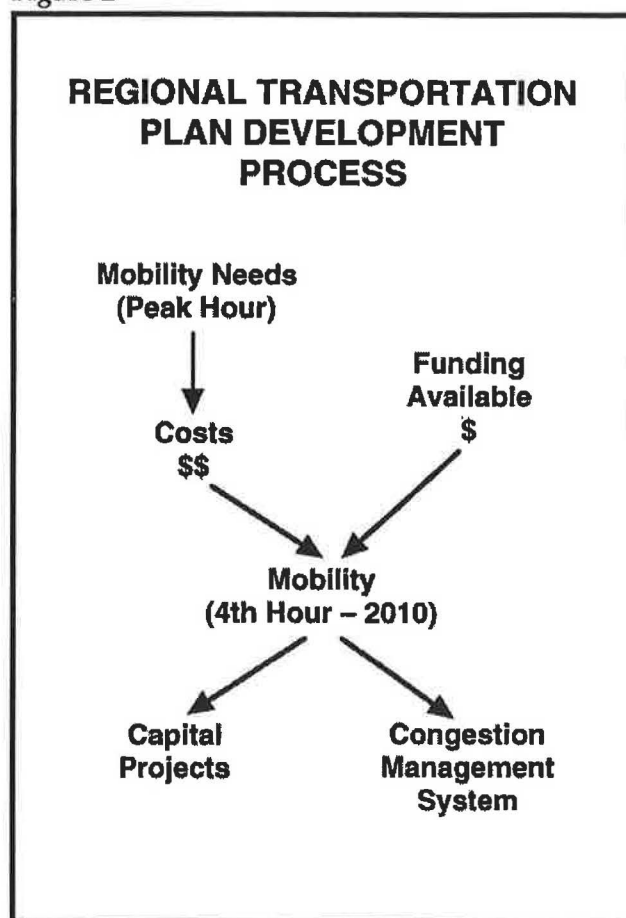 REGIONAL TRANSPORTATION
PLAN DEVELOPMENT
PROCESS
Mobility Needs
(Peak Hour)
Funding
Available
$
Costs
$$
Mobility
(4th Hour – 2010)
Capital
Projects
Congestion
Management
System